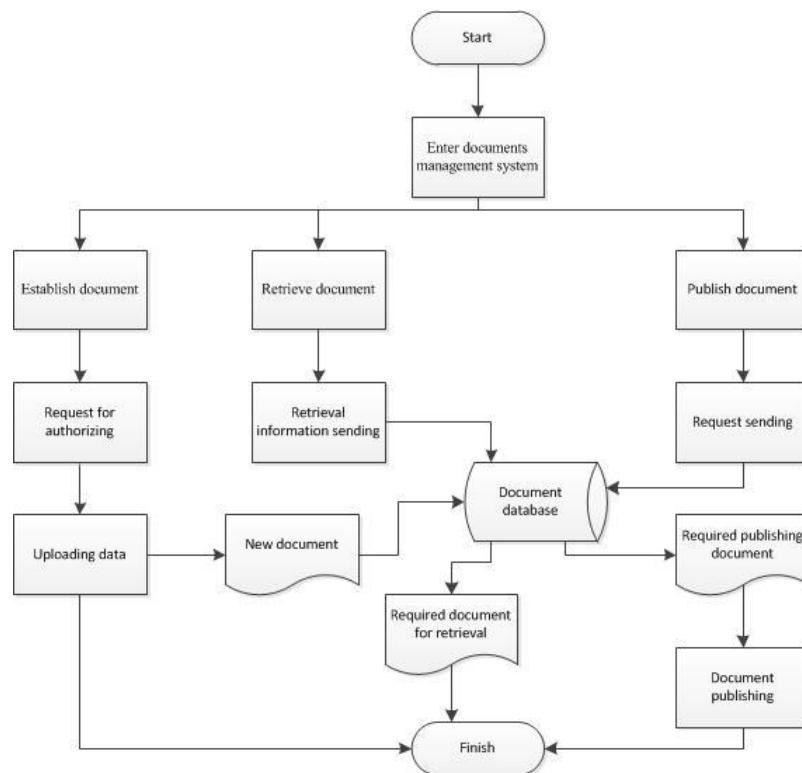 Start
Enter documents
management system
Establish document
Retrieve document
Publish document
Request for
authorizing
Retrieval
information sending
Request sending
Document
database
Uploading data
New document
Required publishing
document
Required document
for retrieval
Document
publishing
Finish